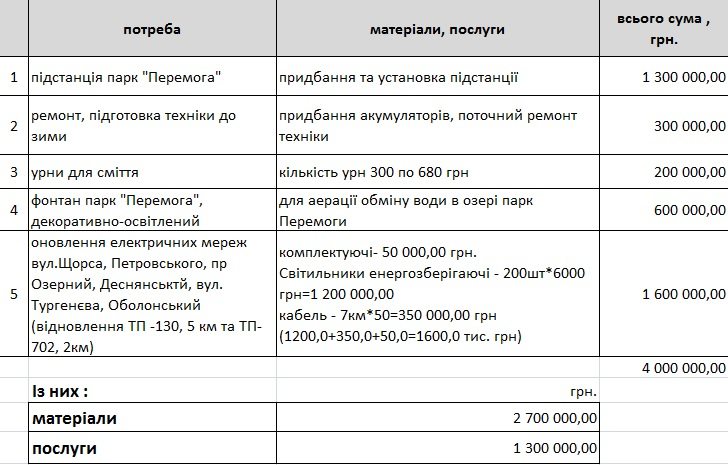 потреба
матеріали, послуги
всього сума ,
грн.
1
підстанція парк "Перемога"
придбання та установка підстанції
1 300 000,00
2
ремонт, підготовка техніки до
зими
придбання акумуляторів, поточний ремонт
техніки
300 000,00
3
урни для сміття
кількість урн 300 по 680 грн
200 000,00
4
фонтан парк "Перемога",
декоративно-освітлений
для аерації обміну води в озері парк
Перемоги
600 000,00
5
оновлення електричних мереж
вул.Щорса, Петровського, пр
Озерний, Деснянськтй, вул.
Тургенєва, Оболонський
(відновлення ТП -130, 5 км та ТП-
702, 2км)
комплектуючі- 50 000,00 грн.
Світильники енергозберігаючі - 200шт*6000
грн=1 200 000,00
кабель - 7км*50=350 000,00 грн
(1200,0+350,0+50,0=1600,0 тис. грн)
1 600 000,00
4 000 000,00
Із них :
грн.
матеріали
2 700 000,00
послуги
1 300 000,00